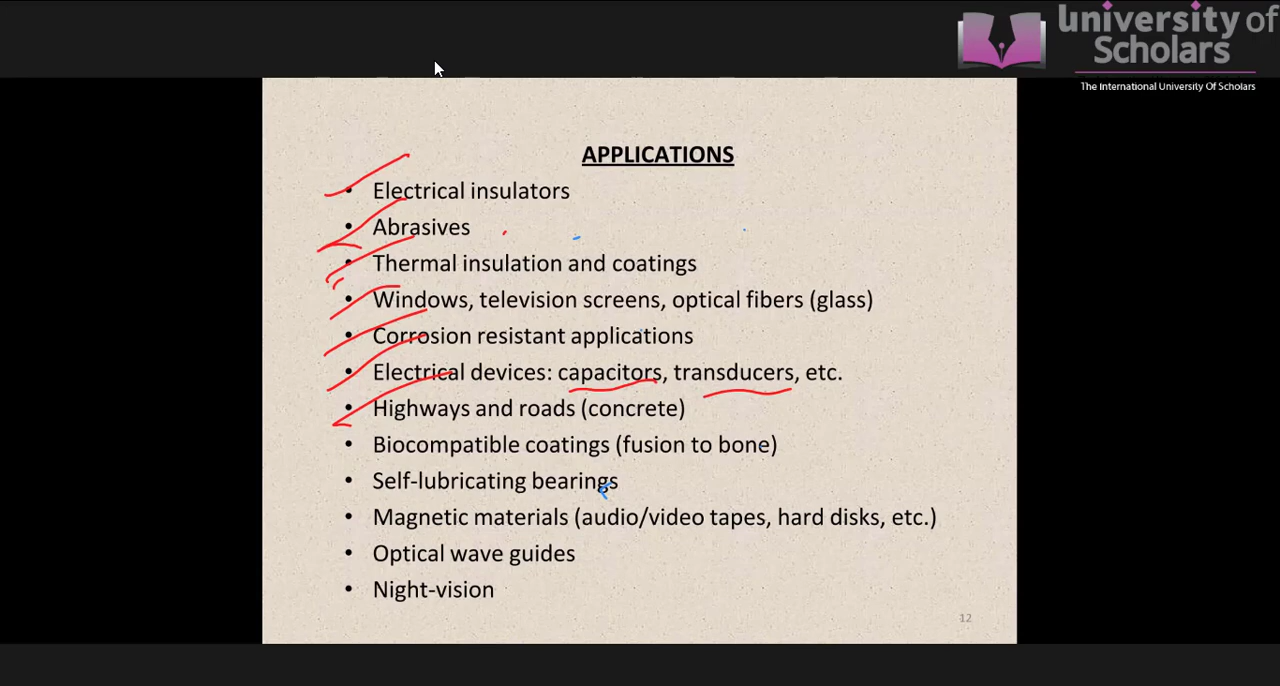 university of
Scholars
The International University Of Scholars
APPLICATIONS
• Electrical insulators
• Abrasives
• Thermal insulation and coatings
• Windows, television screens, optical fibers (glass)
• Corrosion resistant applications
• Electrical devices: capacitors, transducers, etc.
• Highways and roads (concrete)
• Biocompatible coatings (fusion to bone)
• Self-lubricating bearings
• Magnetic materials (audio/video tapes, hard disks, etc.)
• Optical wave guides
• Night-vision
12